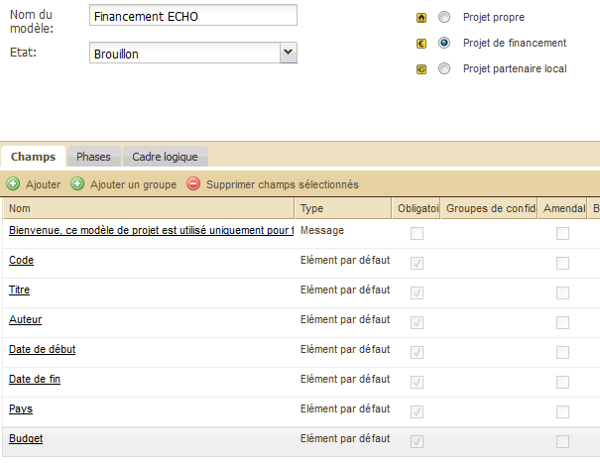 Nom du modèle: Financement ECHO
Etat: Brouillon
Projet propre
€ Projet de financement
Projet partenaire local
Champs Phases Cadre logique
Ajouter Ajouter un groupe Supprimer champs sélectionnés
Nom Type Obligatoi Groupes de confid Amendal B
Bienvenue, ce modèle de projet est utilisé uniquement pour f Message
Code Elément par défaut
Titre Elément par défaut
Auteur Elément par défaut
Date de début Elément par défaut
Date de fin Elément par défaut
Pays Elément par défaut
Budget Elément par défaut